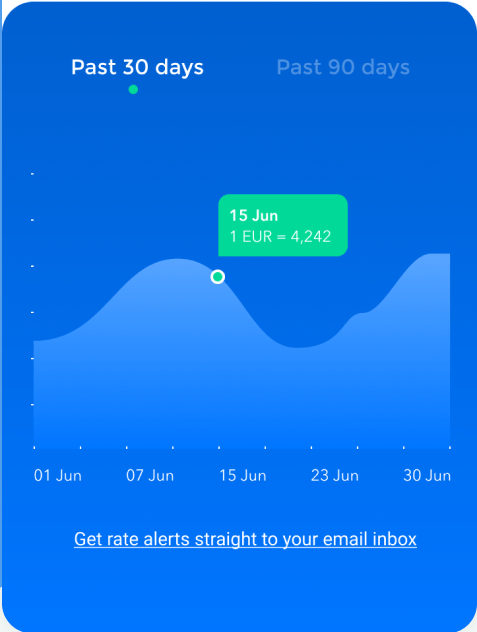 Past 30 days
Past 90 days
15 Jun
1 EUR = 4,242
01 Jun
07 Jun
15 Jun
23 Jun
30 Jun
Get rate alerts straight to your email inbox